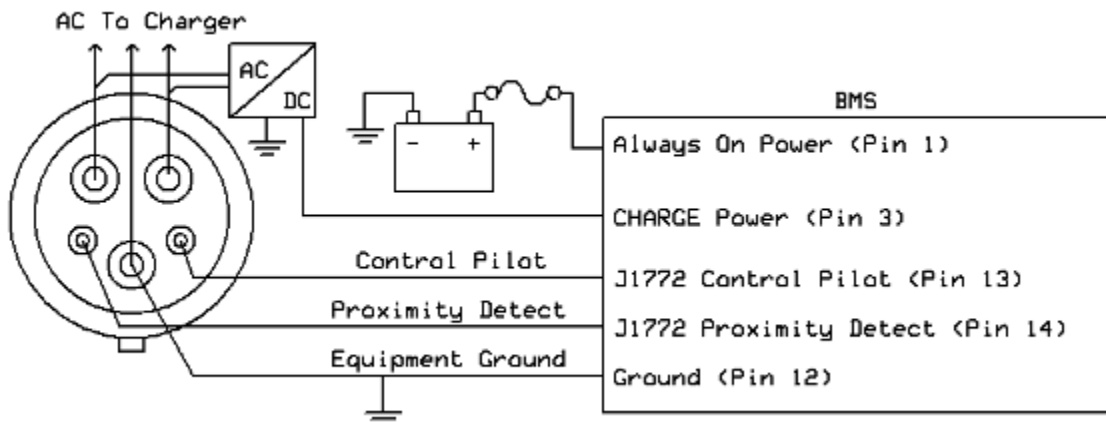 AC To Charger
AC
DC
- +
BMS
Always On Power (Pin 1)
CHARGE Power (Pin 3)
Control Pilot
J1772 Control Pilot (Pin 13)
Proximity Detect
J1772 Proximity Detect (Pin 14)
Equipment Ground
Ground (Pin 12)